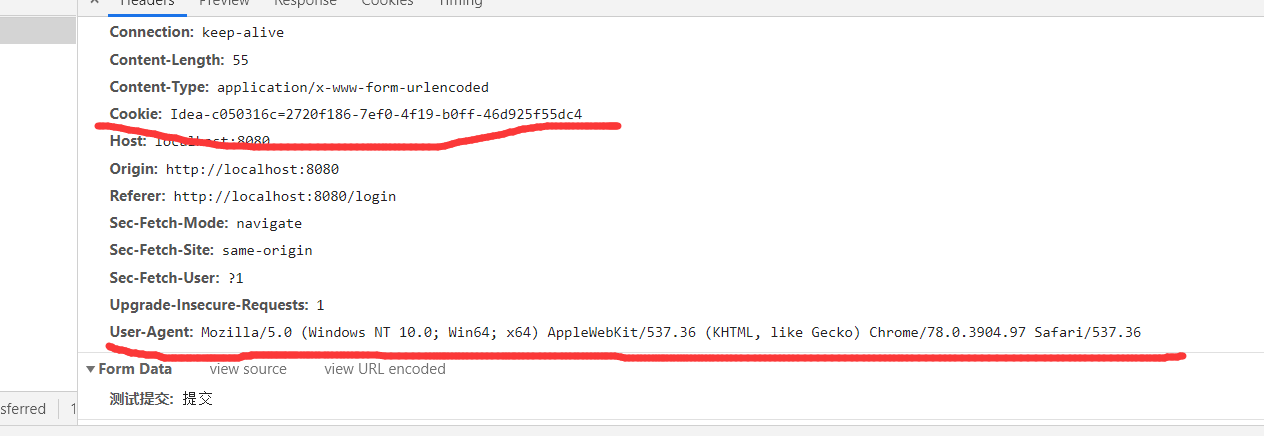 × Headers Preview Response Cookies Timing
Connection: keep-alive
Content-Length: 55
Content-Type: application/x-www-form-urlencoded
Cookie: Idea-c050316c=2720f186-7ef0-4f19-b0ff-46d925f55dc4
Host: localhost:8080
Origin: http://localhost:8080
Referer: http://localhost:8080/login
Sec-Fetch-Mode: navigate
Sec-Fetch-Site: same-origin
Sec-Fetch-User: ?1
Upgrade-Insecure-Requests: 1
User-Agent: Mozilla/5.0 (Windows NT 10.0; Win64; x64) AppleWebKit/537.36 (KHTML, like Gecko) Chrome/78.0.3904.97 Safari/537.36
▼Form Data view source view URL encoded
测试提交: 提交
sferred 1